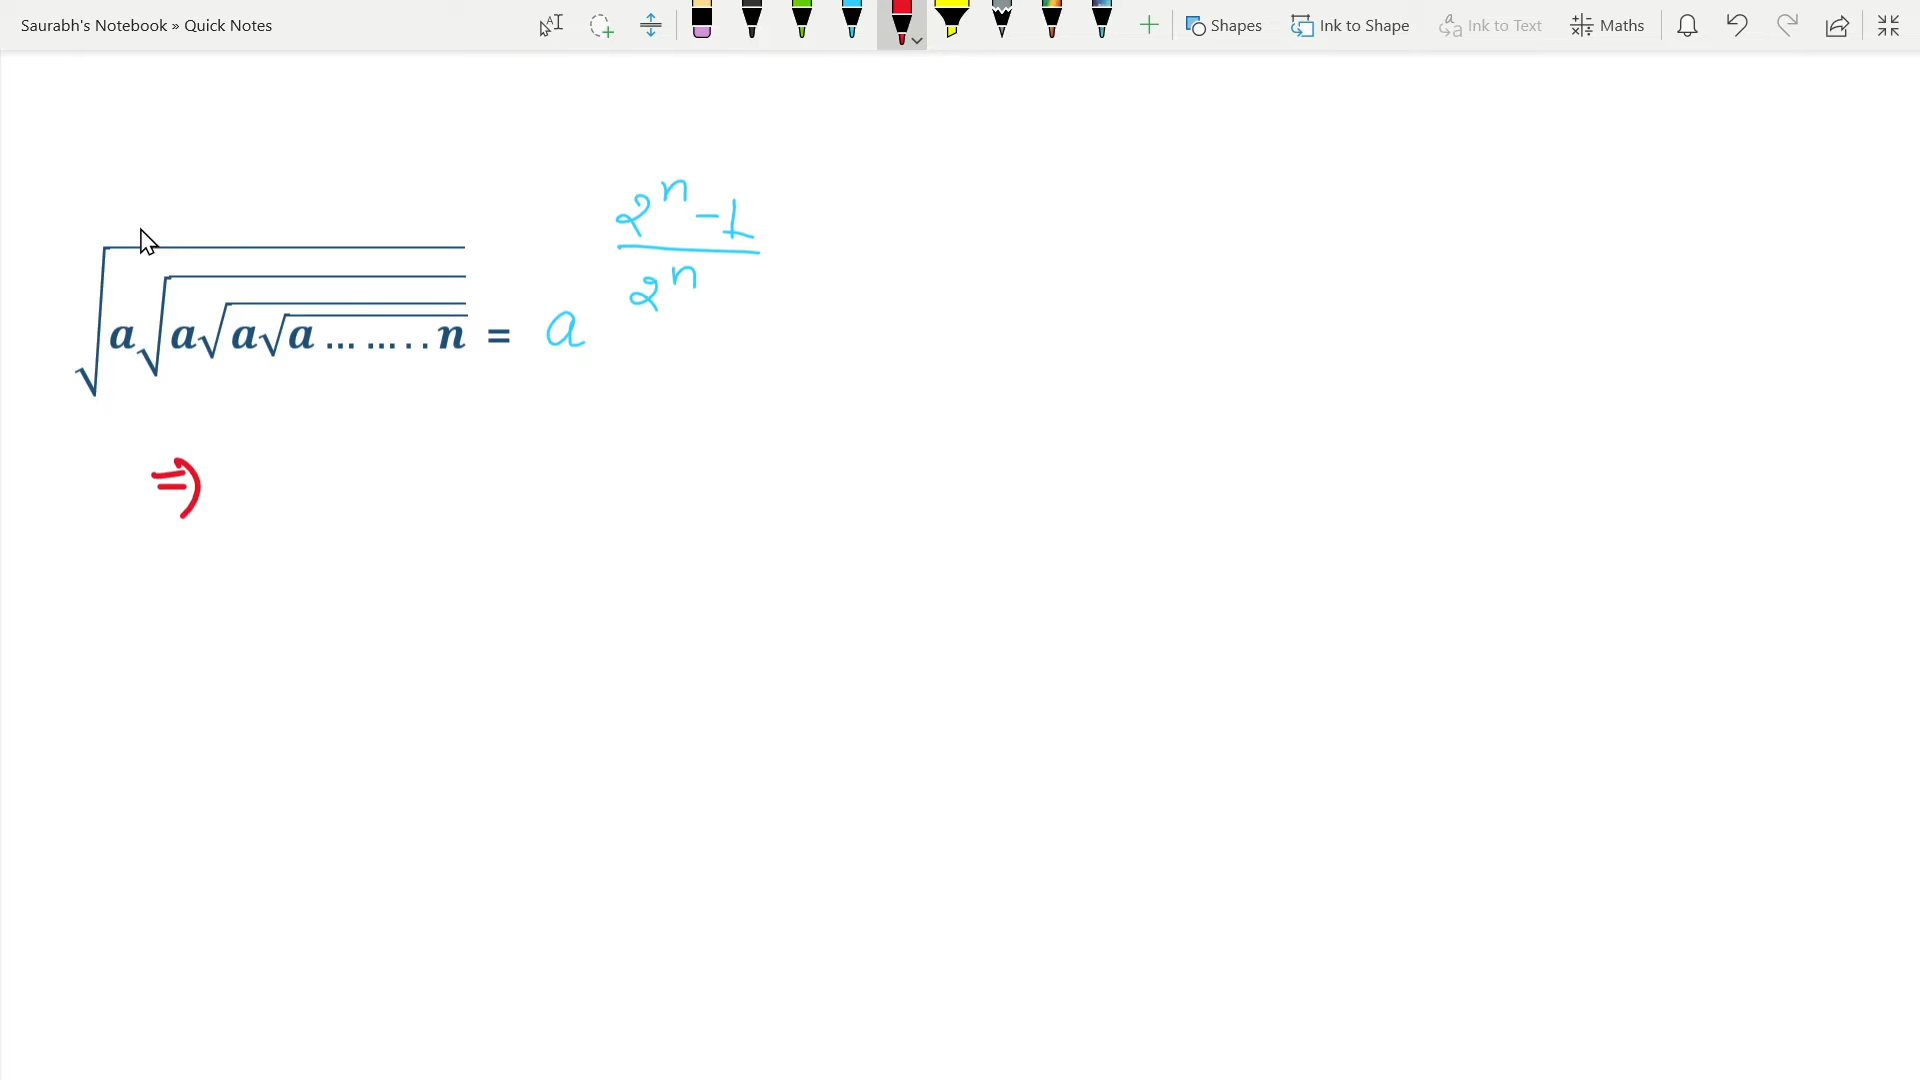 Saurabh's Notebook » Quick Notes
Shapes
Ink to Shape
Ink to Text
Maths
√(a√(a√(a√(a ... ... . . n)))) = a^((2^n - 1)/(2^n))
⇒